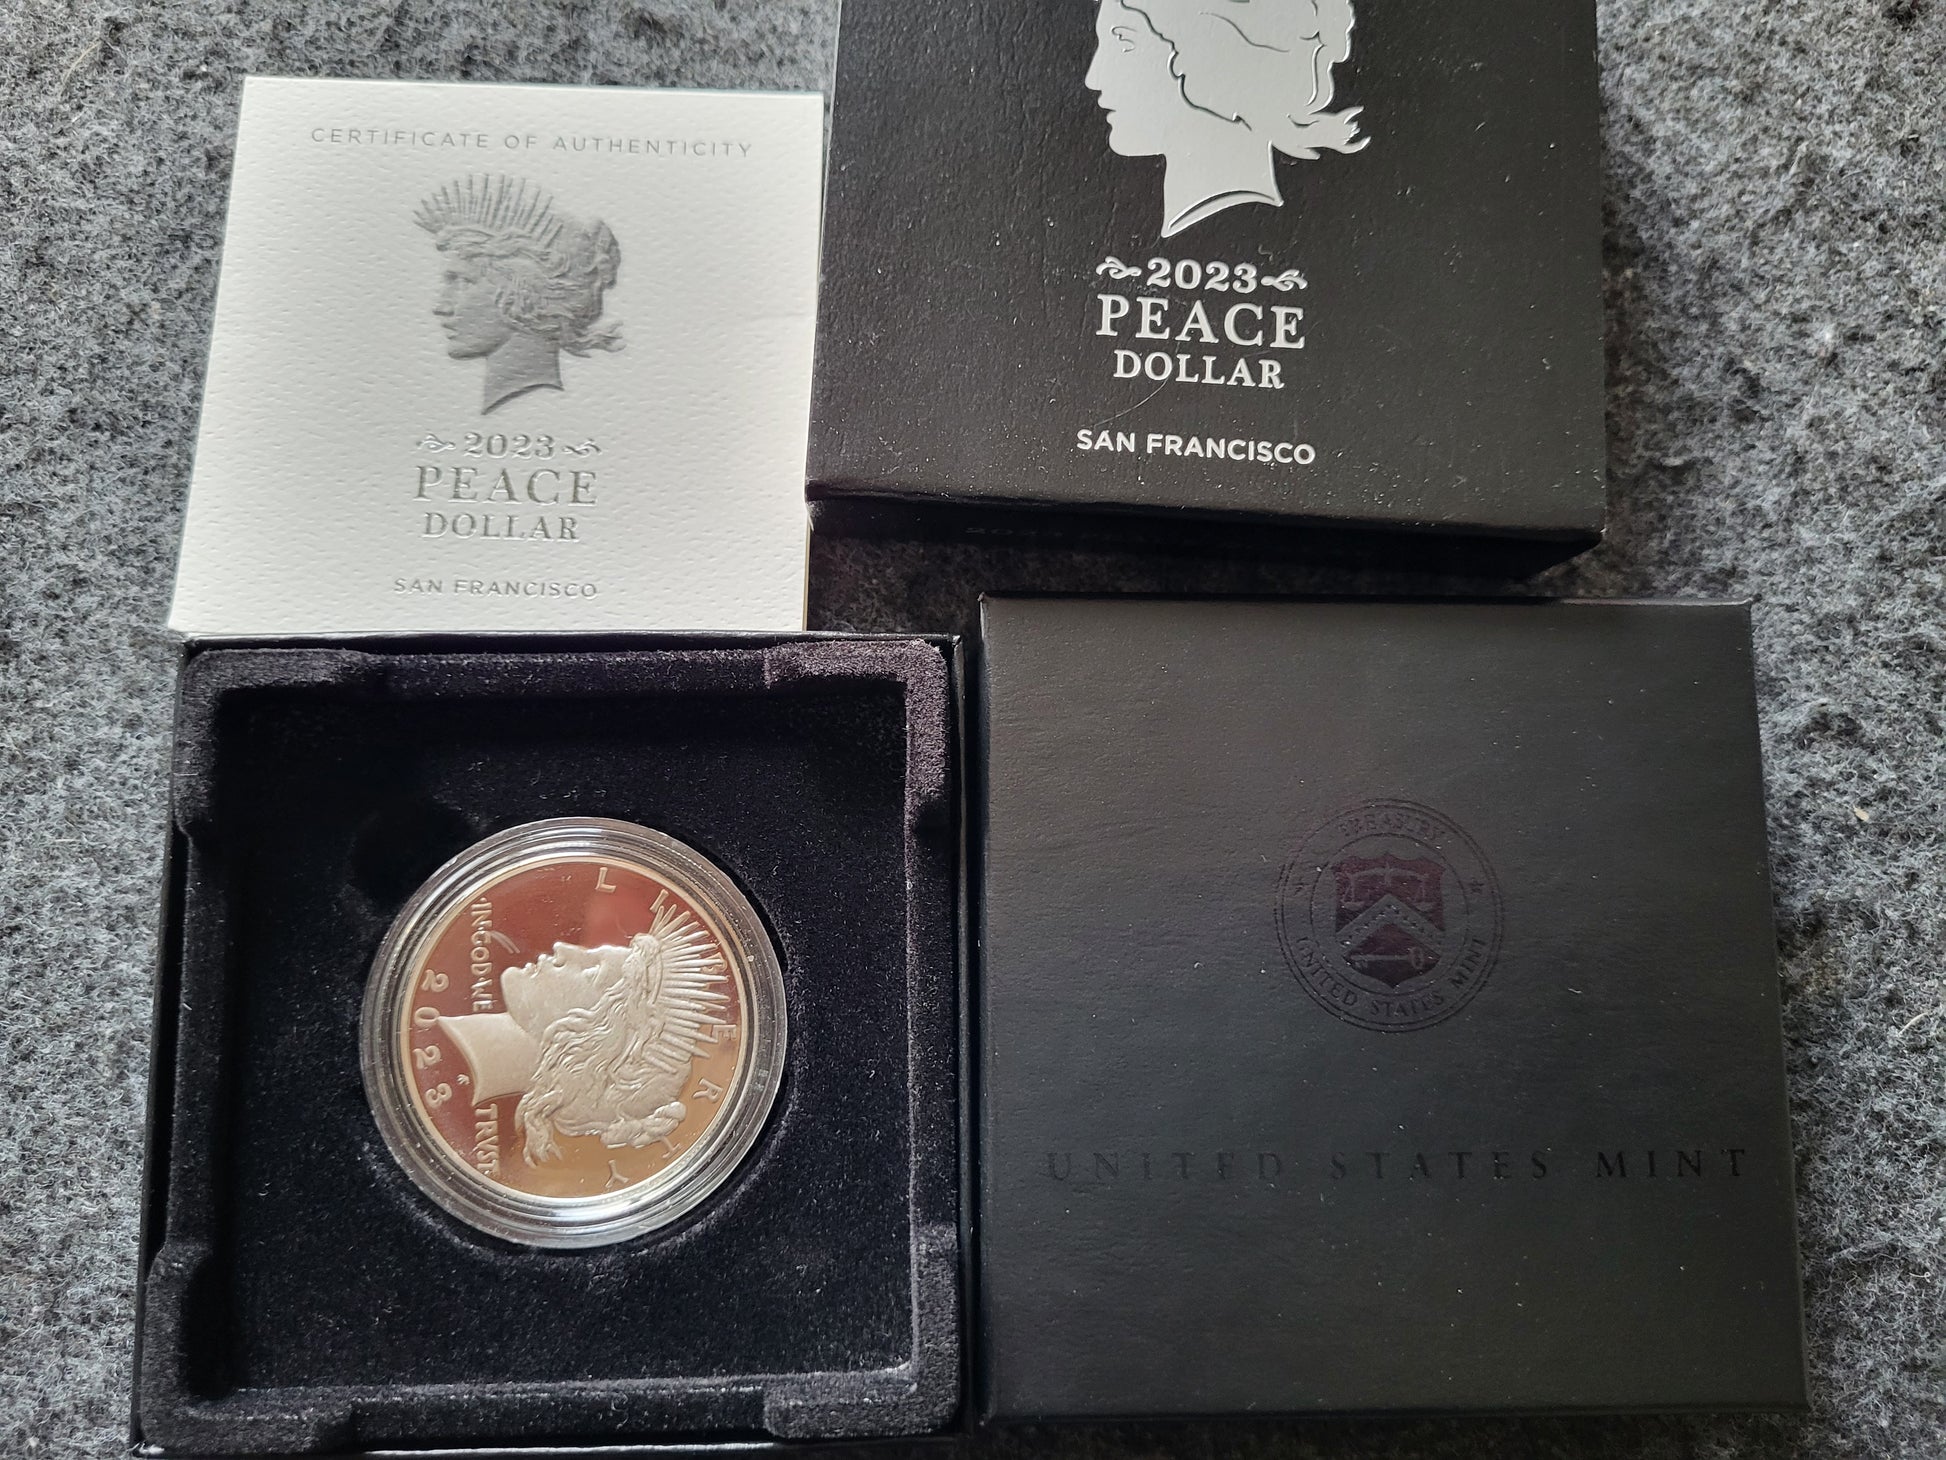 CERTIFICATE OF AUTHENTICITY
2023
PEACE
DOLLAR
SAN FRANCISCO
2023
PEACE
DOLLAR
SAN FRANCISCO
LIBERTY
IN·GOD·WE
TRVST
2023
TREASURY
UNITED STATES MINT
UNITED STATES MINT